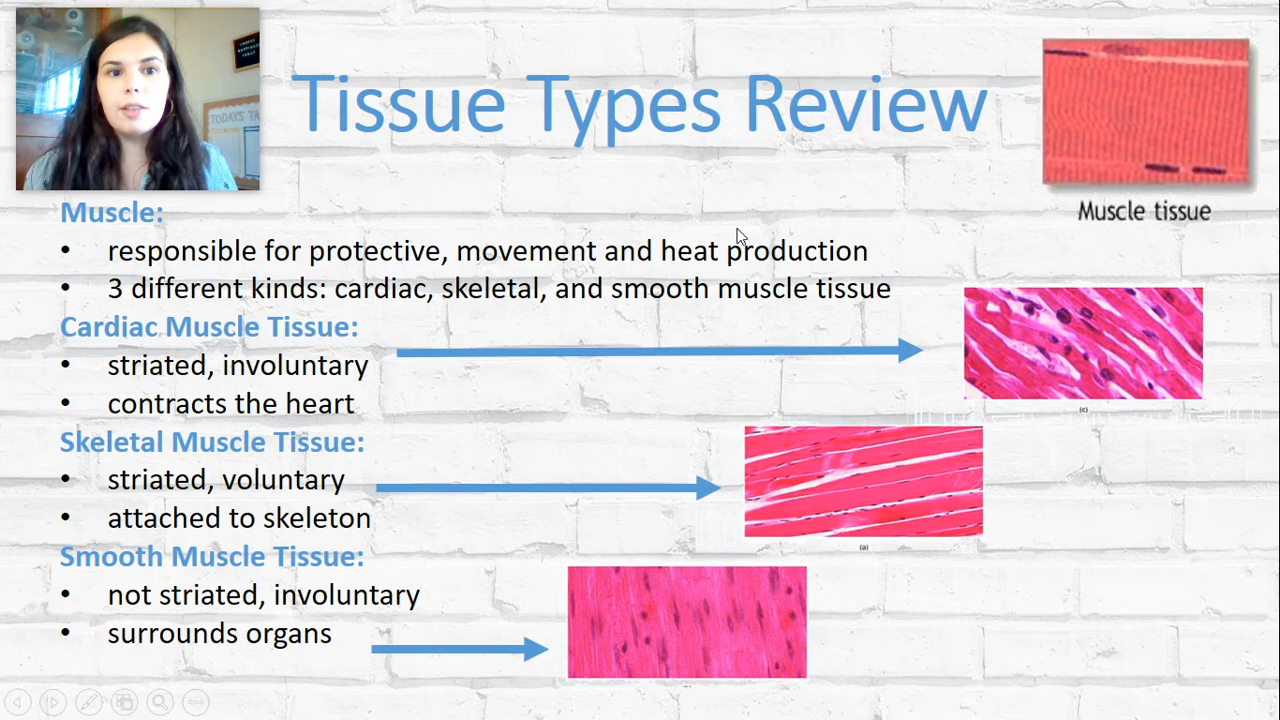 Tissue Types Review
TODAY'S TA
Muscle tissue
Muscle:
• responsible for protective, movement and heat production
• 3 different kinds: cardiac, skeletal, and smooth muscle tissue
Cardiac Muscle Tissue:
• striated, involuntary
• contracts the heart
(c)
Skeletal Muscle Tissue:
• striated, voluntary
• attached to skeleton
(a)
Smooth Muscle Tissue:
• not striated, involuntary
• surrounds organs